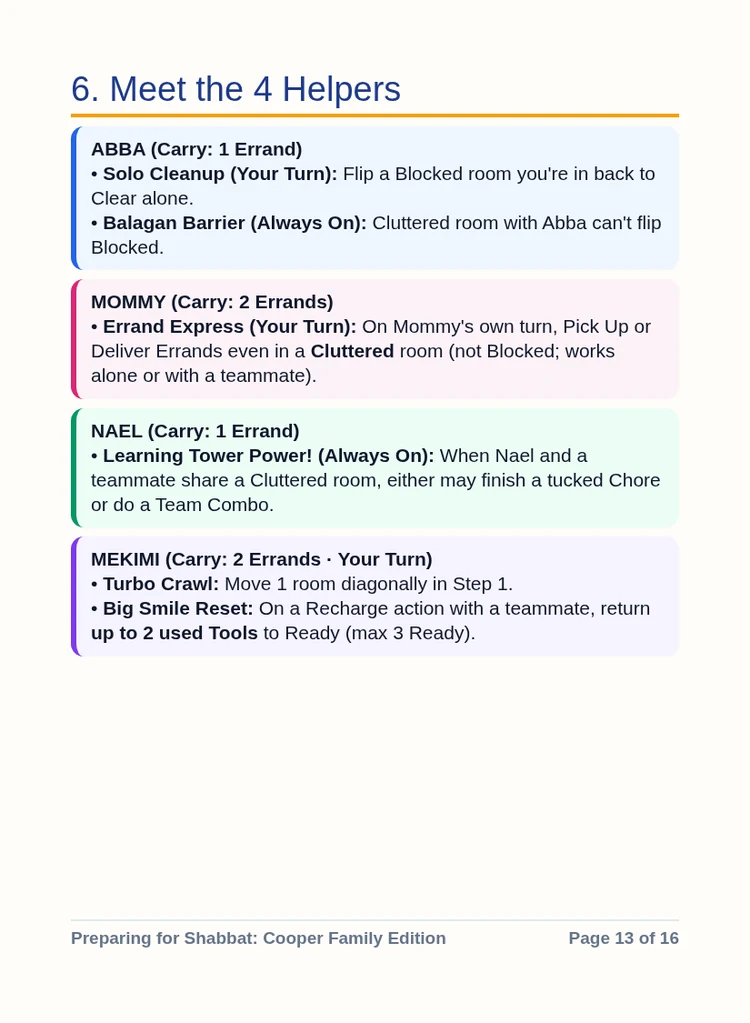 6. Meet the 4 Helpers
ABBA (Carry: 1 Errand)
• Solo Cleanup (Your Turn): Flip a Blocked room you're in back to
Clear alone.
• Balagan Barrier (Always On): Cluttered room with Abba can't flip
Blocked.
MOMMY (Carry: 2 Errands)
• Errand Express (Your Turn): On Mommy's own turn, Pick Up or
Deliver Errands even in a Cluttered room (not Blocked; works
alone or with a teammate).
NAEL (Carry: 1 Errand)
• Learning Tower Power! (Always On): When Nael and a
teammate share a Cluttered room, either may finish a tucked Chore
or do a Team Combo.
MEKIMI (Carry: 2 Errands · Your Turn)
• Turbo Crawl: Move 1 room diagonally in Step 1.
• Big Smile Reset: On a Recharge action with a teammate, return
up to 2 used Tools to Ready (max 3 Ready).
Preparing for Shabbat: Cooper Family Edition
Page 13 of 16